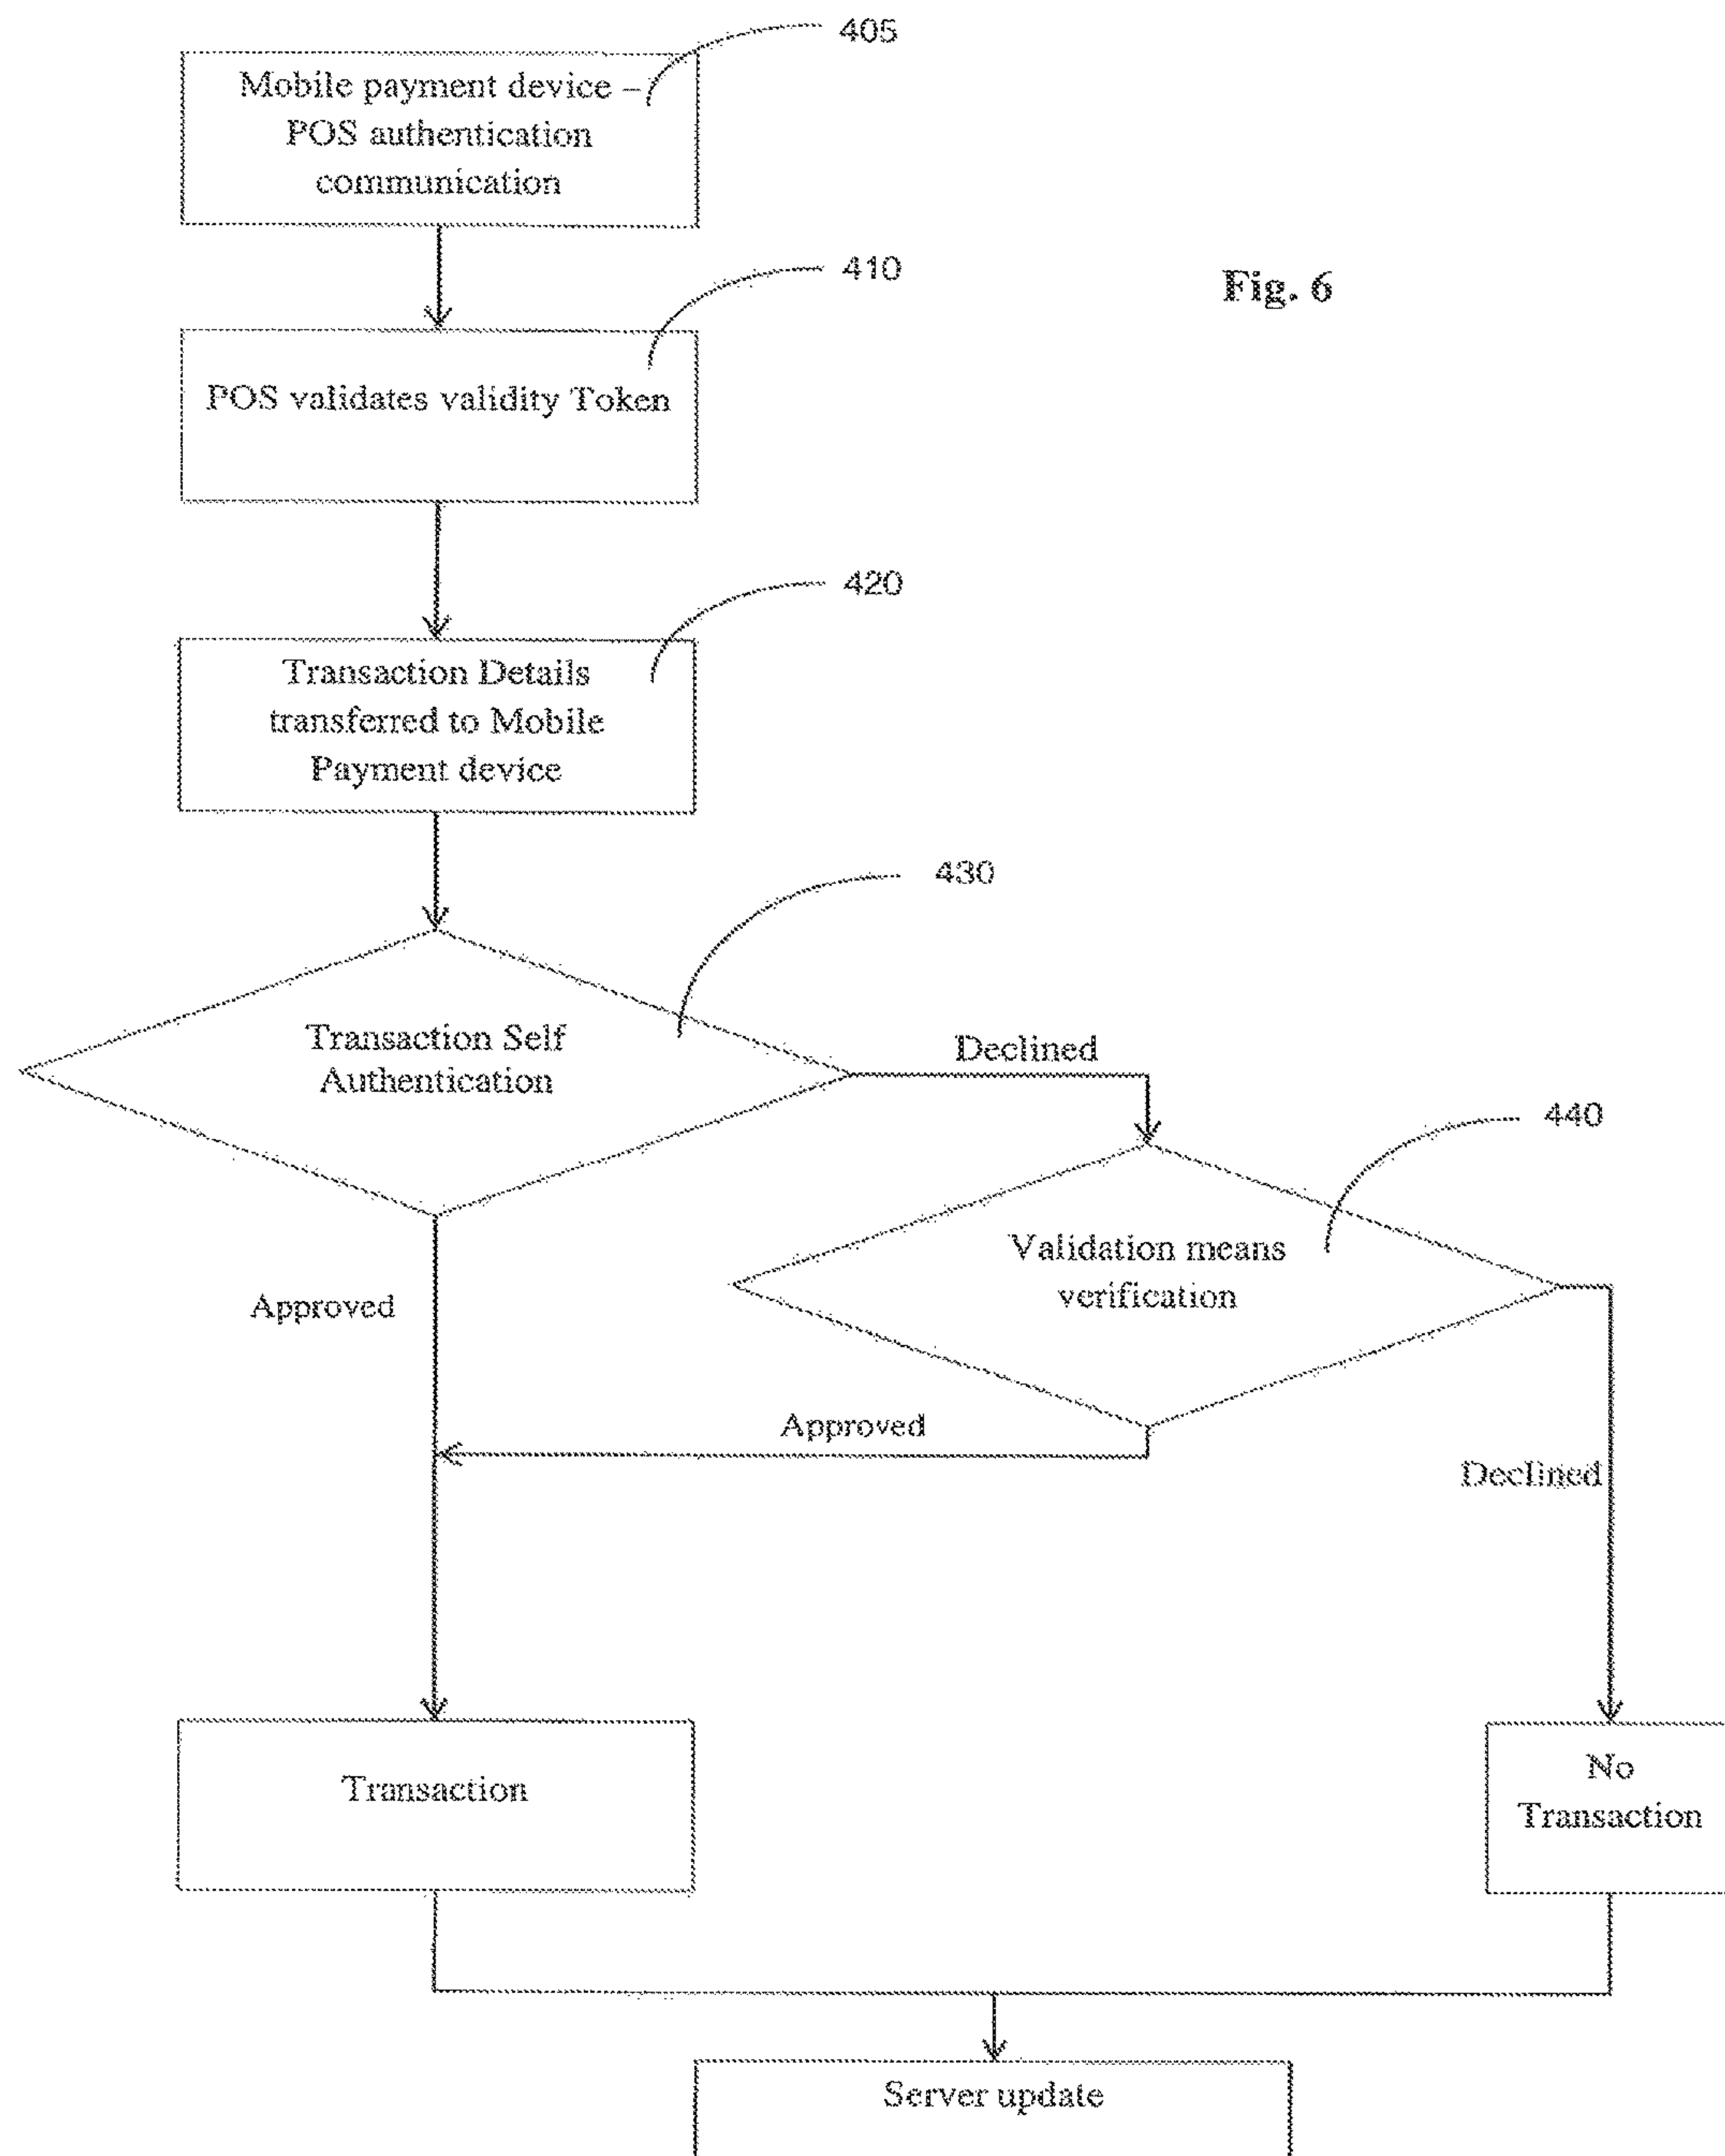 405
Mobile payment device –
POS authentication
communication
410
Fig. 6
POS validates validity Token
420
Transaction Details
transferred to Mobile
Payment device
430
Transaction Self
Authentication
Declined
440
Validation means
verification
Approved
Approved
Declined
Transaction
No
Transaction
Server update